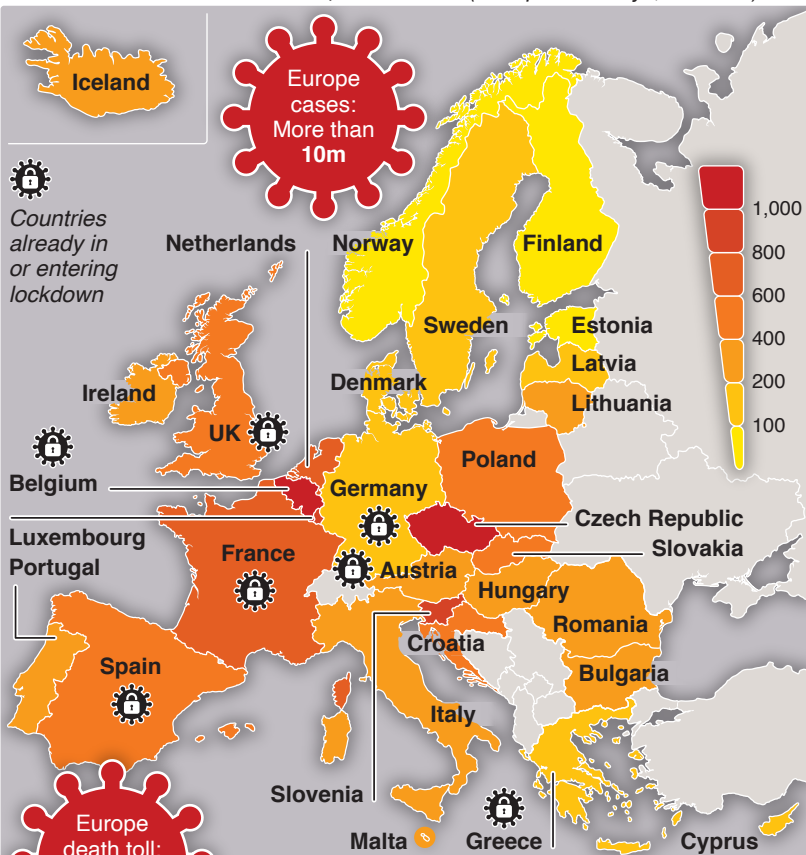 Iceland
Europe
cases:
More than
10m
Countries
already in
or entering
lockdown
Netherlands
Norway
Finland
1,000
800
600
400
200
100
Sweden
Estonia
Latvia
Lithuania
Denmark
Ireland
UK
Poland
Belgium
Germany
Czech Republic
Slovakia
Luxembourg
Portugal
France
Austria
Hungary
Romania
Croatia
Bulgaria
Spain
Italy
Slovenia
Malta
Greece
Cyprus
Europe
death toll: